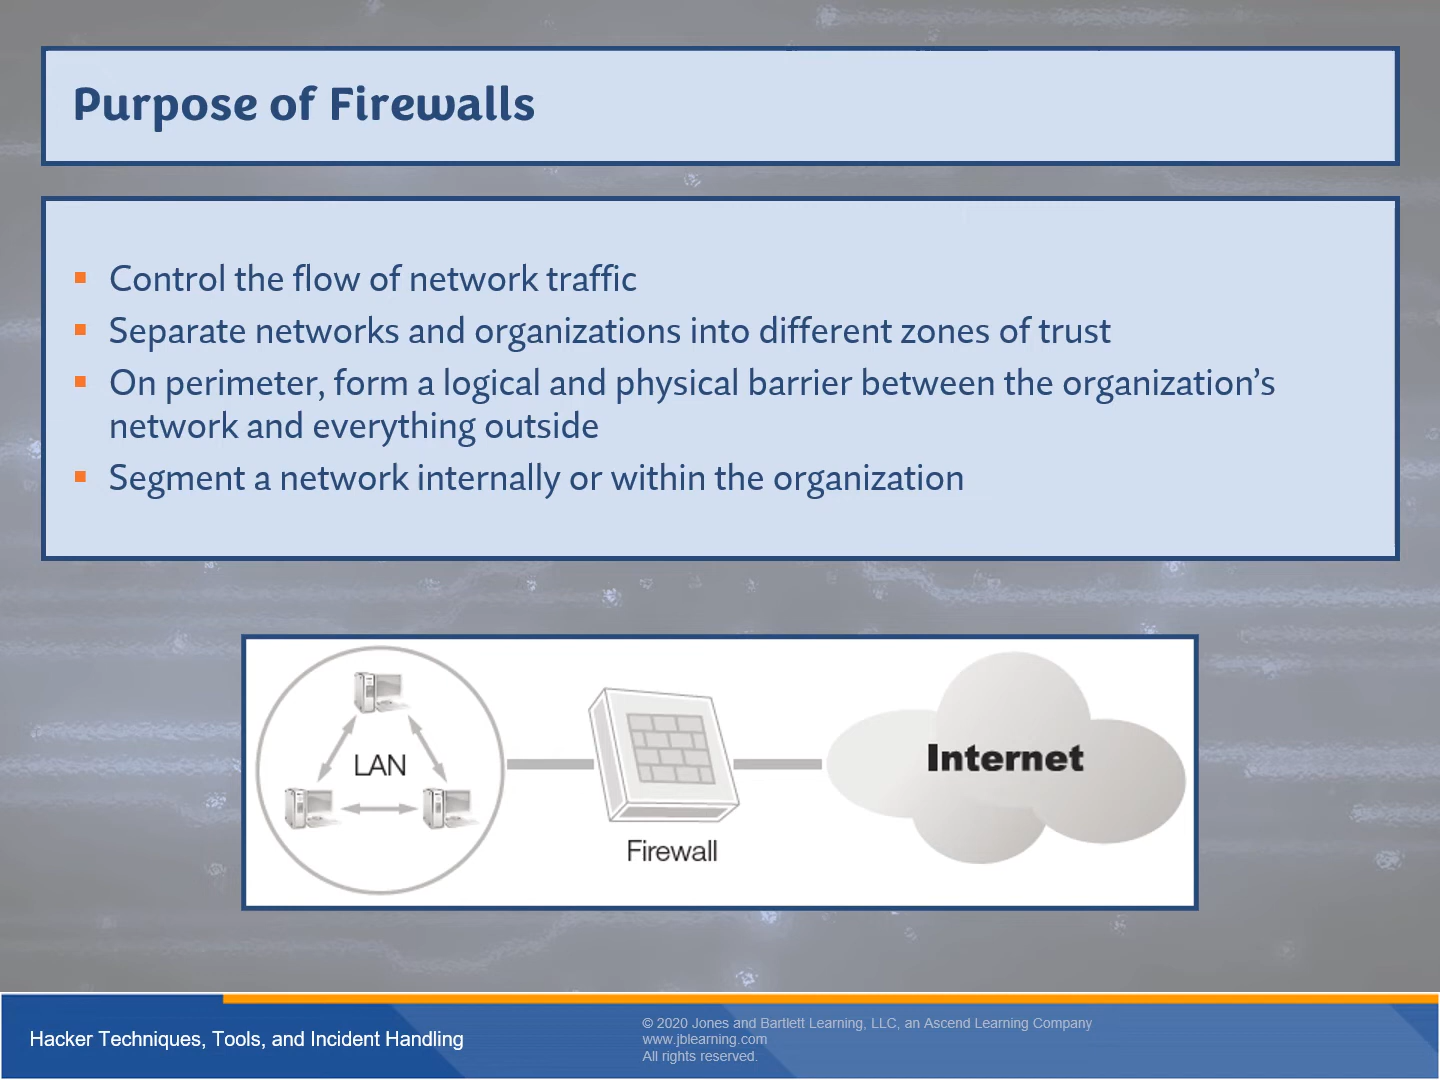 Purpose of Firewalls
Control the flow of network traffic
Separate networks and organizations into different zones of trust
On perimeter, form a logical and physical barrier between the organization’s
network and everything outside
Segment a network internally or within the organization
LAN
Firewall
Internet
Hacker Techniques, Tools, and Incident Handling
© 2020 Jones and Bartlett Learning, LLC, an Ascend Learning Company
www.jblearning.com
All rights reserved.